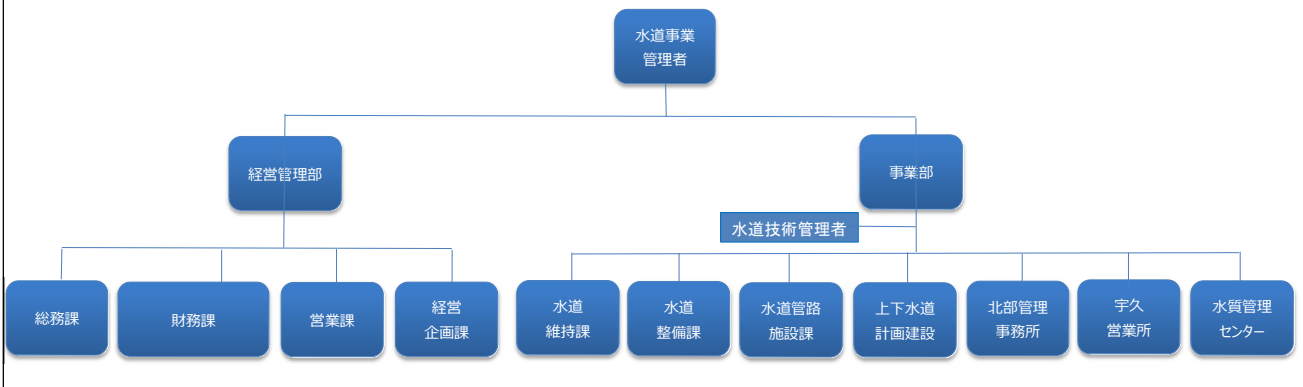 水道事業
管理者
経営管理部
事業部
水道技術管理者
総務課
財務課
営業課
経営
企画課
水道
維持課
水道
整備課
水道管路
施設課
上下水道
計画建設
北部管理
事務所
宇久
営業所
水質管理
センター